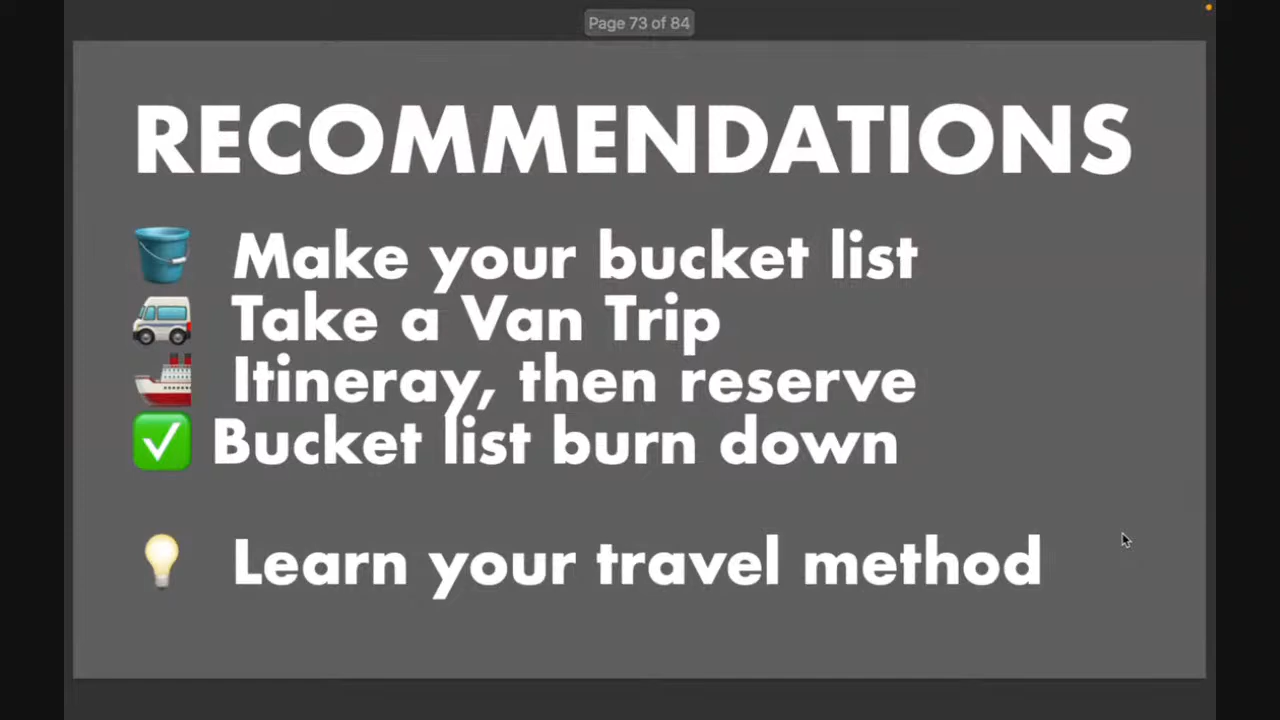 Page 73 of 84
RECOMMENDATIONS
Make your bucket list
Take a Van Trip
Itineray, then reserve
Bucket list burn down
Learn your travel method